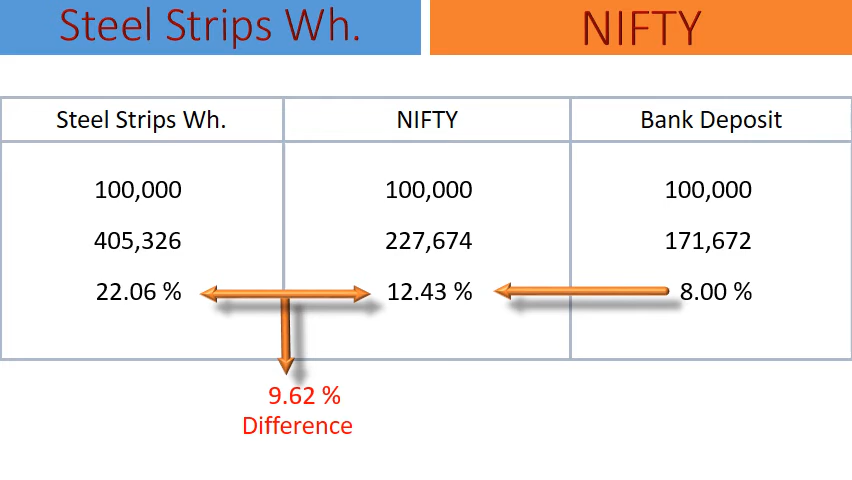 Steel Strips Wh.
NIFTY
Steel Strips Wh. NIFTY Bank Deposit
100,000 100,000 100,000
405,326 227,674 171,672
22.06 % 12.43 % 8.00 %
9.62 %
Difference